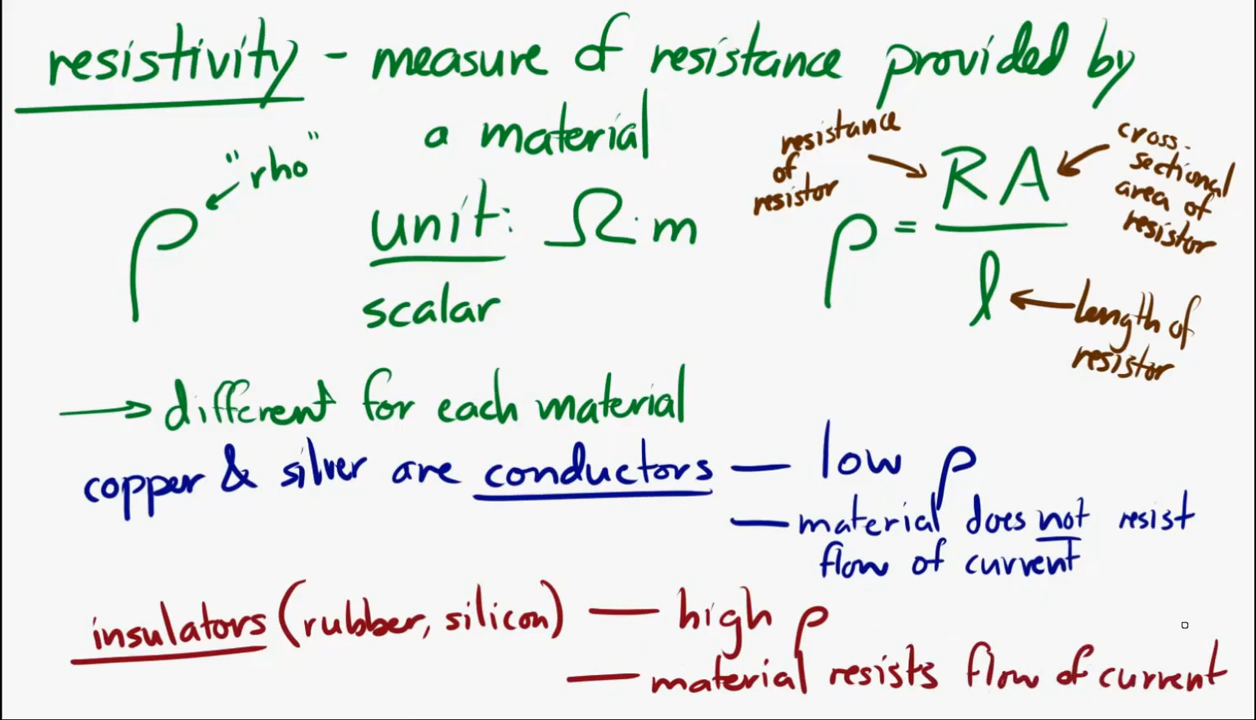 resistivity - measure of resistance provided by
a material
"rho"
ρ
unit: Ω·m
scalar
resistance
of
resistor
ρ = RA / l
cross-
sectional
area of
resistor
length of
resistor
→ different for each material
copper & silver are conductors — low ρ
— material does not resist
flow of current
insulators (rubber, silicon) — high ρ
— material resists flow of current